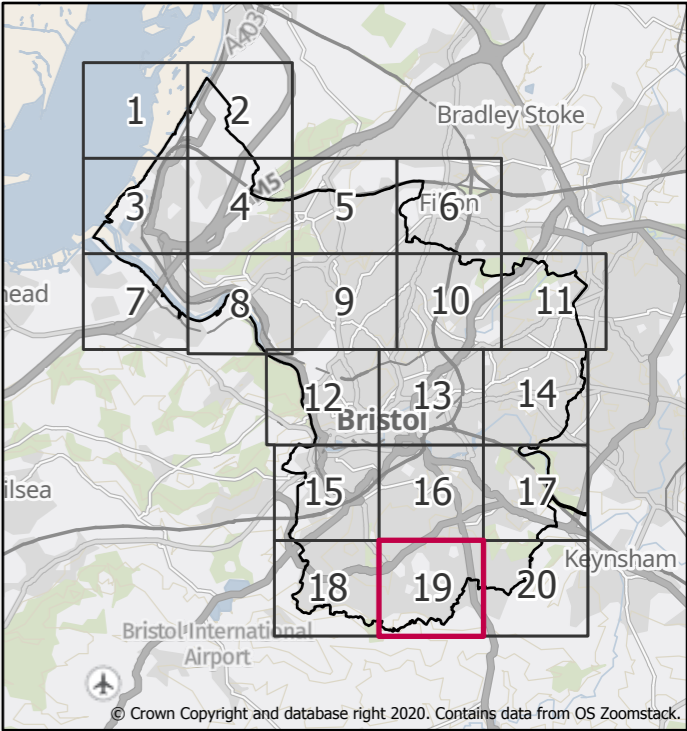 A403
1
2
Bradley Stoke
M5
3
4
5
Filton
6
head
7
8
9
10
11
12
13
14
Bristol
ilsea
15
16
17
Keynsham
18
19
20
Bristol International
Airport
© Crown Copyright and database right 2020. Contains data from OS Zoomstack.